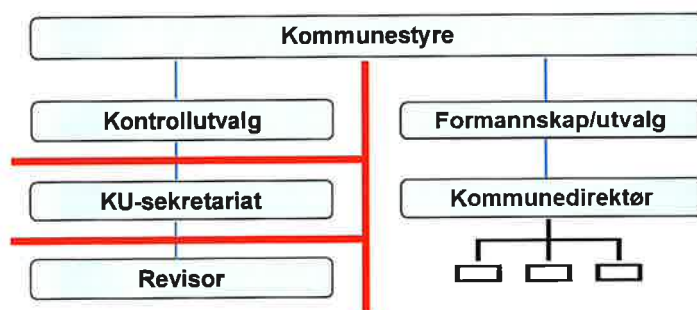 Kommunestyre
Kontrollutvalg
Formannskap/utvalg
KU-sekretariat
Kommunedirektør
Revisor